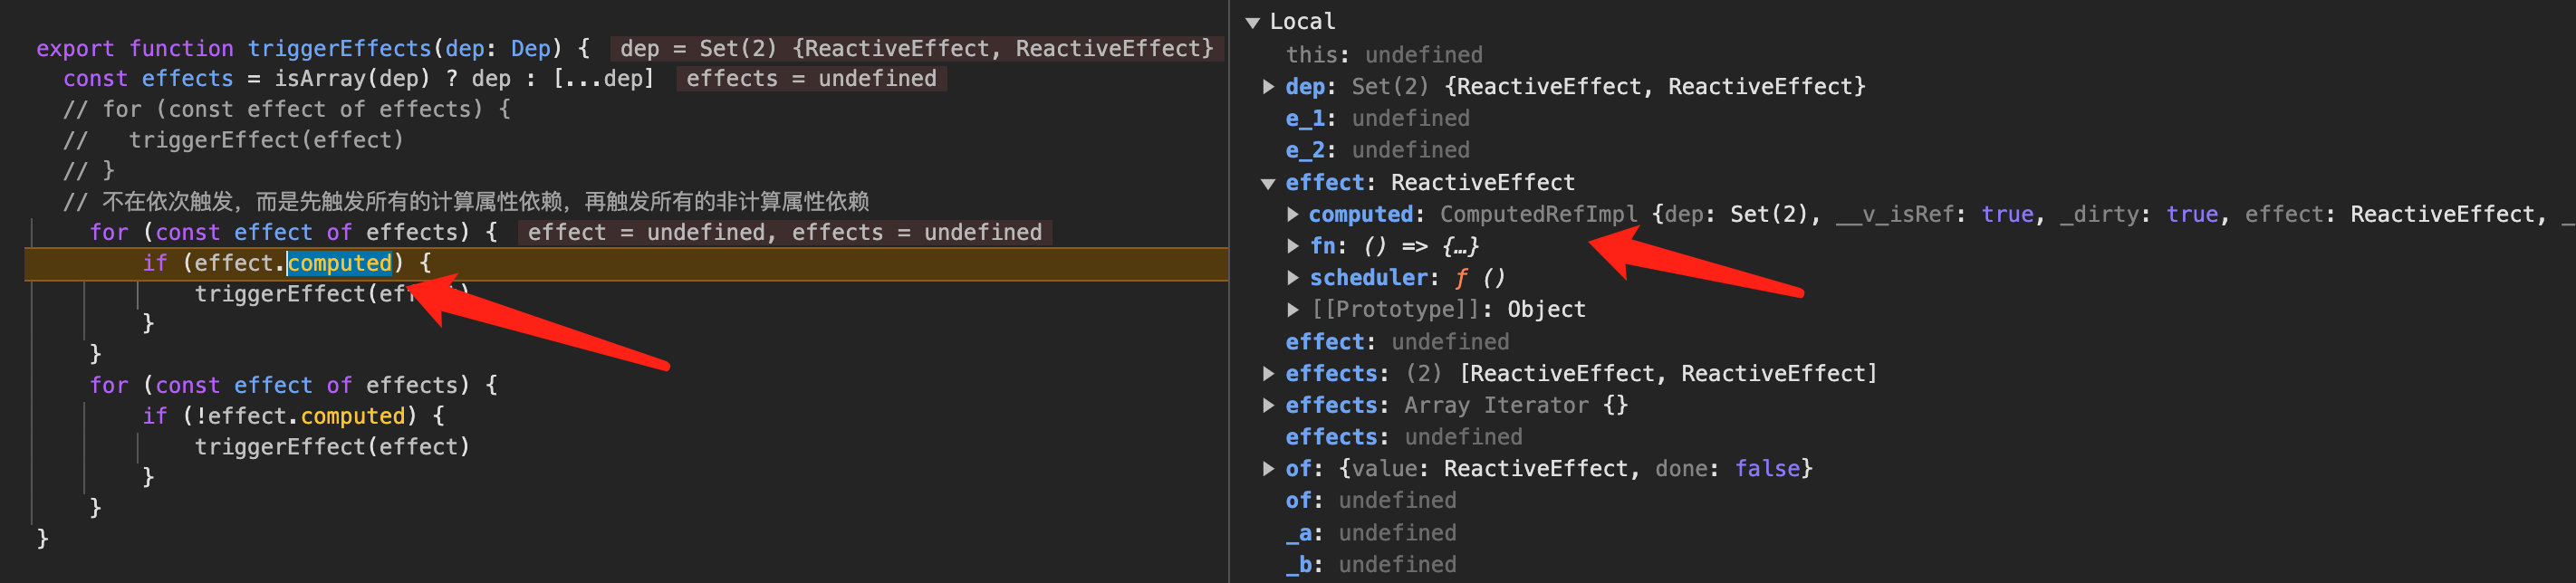 export function triggerEffects(dep: Dep) { dep = Set(2) {ReactiveEffect, ReactiveEffect}
const effects = isArray(dep) ? dep : [...dep] effects = undefined
// for (const effect of effects) {
// triggerEffect(effect)
// }
// 不在依次触发，而是先触发所有的计算属性依赖，再触发所有的非计算属性依赖
for (const effect of effects) { effect = undefined, effects = undefined
if (effect.computed) {
triggerEffect(ef
}
}
for (const effect of effects) {
if (!effect.computed) {
triggerEffect(effect)
}
}
}
Local
this: undefined
dep: Set(2) {ReactiveEffect, ReactiveEffect}
e_1: undefined
e_2: undefined
effect: ReactiveEffect
computed: ComputedRefImpl {dep: Set(2), __v_isRef: true, _dirty: true, effect: ReactiveEffect, _
fn: () => {…}
scheduler: ƒ ()
[[Prototype]]: Object
effect: undefined
effects: (2) [ReactiveEffect, ReactiveEffect]
effects: Array Iterator {}
effects: undefined
of: {value: ReactiveEffect, done: false}
of: undefined
_a: undefined
_b: undefined